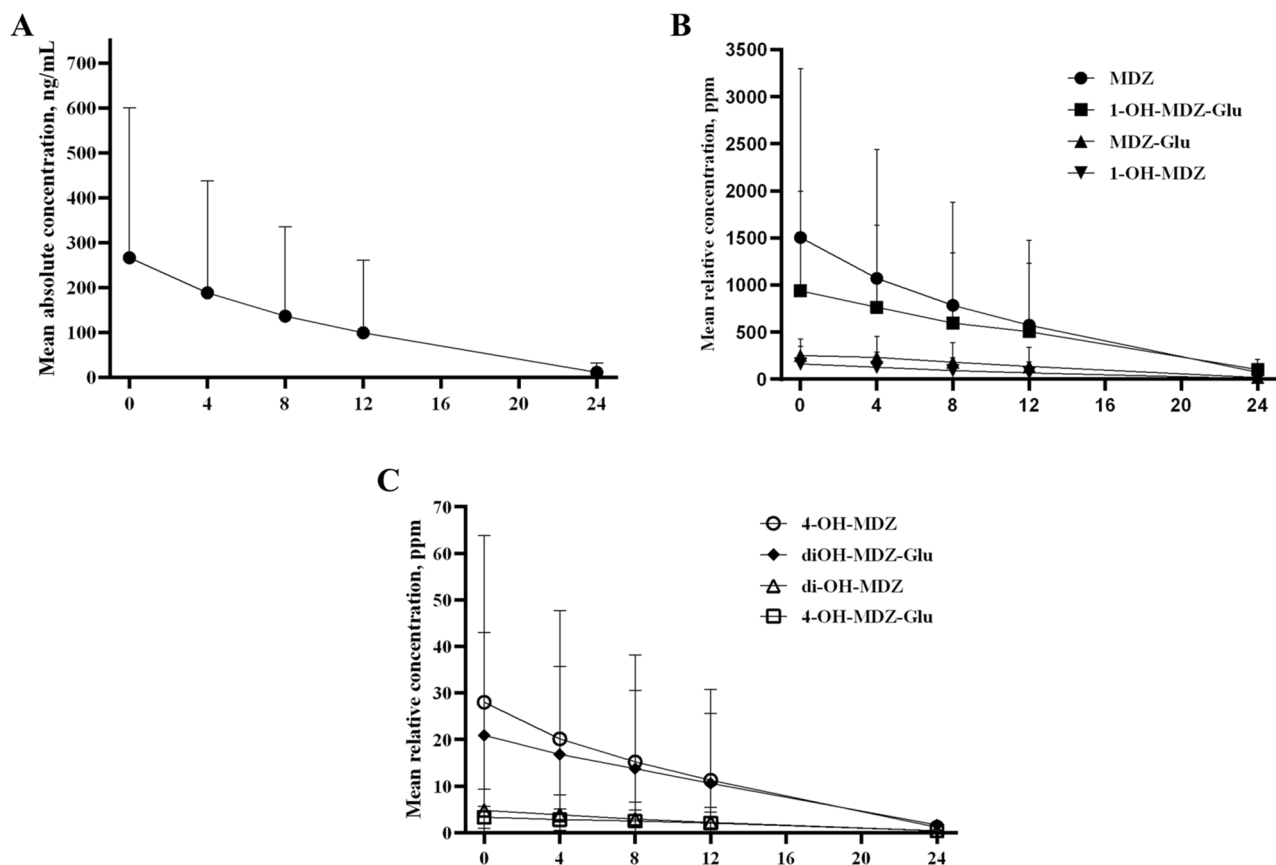 A
Mean absolute concentration, ng/mL
700
600
500
400
300
200
100
0
0 4 8 12 16 20 24
B
Mean relative concentration, ppm
3500
3000
2500
2000
1500
1000
500
0
0 4 8 12 16 20 24
MDZ
1-OH-MDZ-Glu
MDZ-Glu
1-OH-MDZ
C
Mean relative concentration, ppm
70
60
50
40
30
20
10
0
0 4 8 12 16 20 24
4-OH-MDZ
diOH-MDZ-Glu
di-OH-MDZ
4-OH-MDZ-Glu